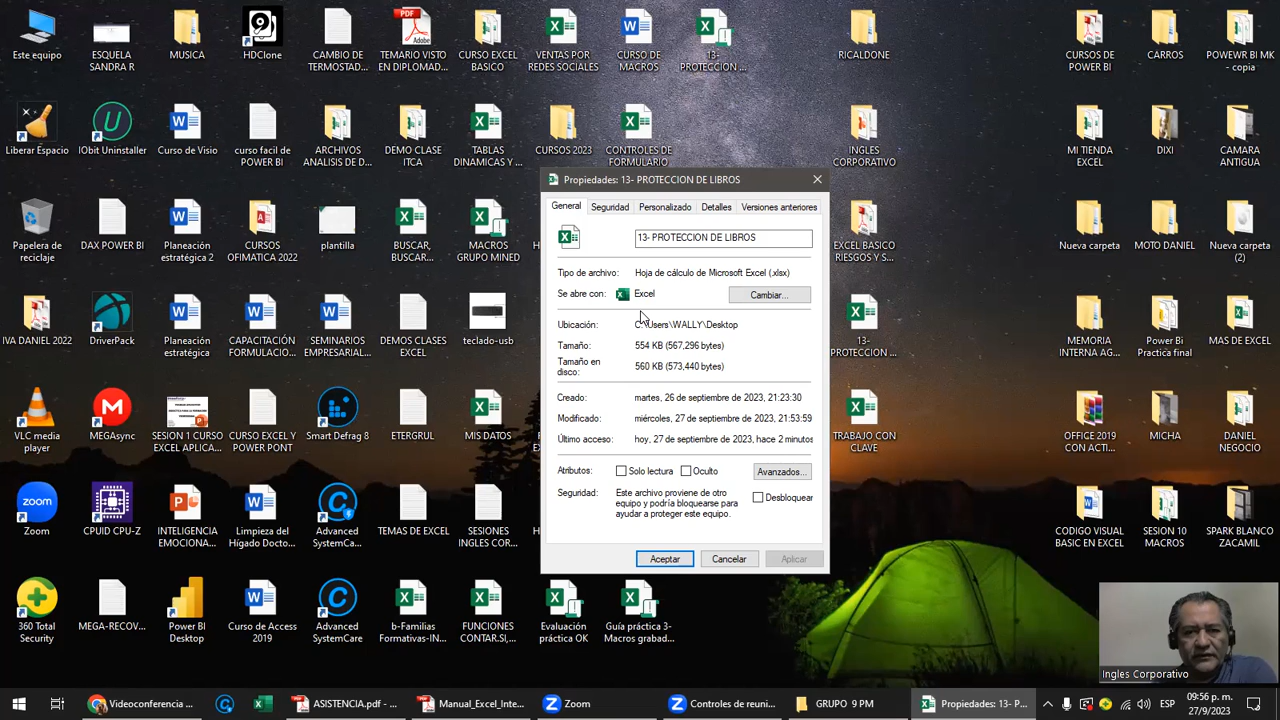 Este equipo
ESQUELA
SANDRA R
MUSICA
HDClone
CAMBIO DE
TERMOSTAD...
TEMARIO VISTO
EN DIPLOMAD...
CURSO EXCEL
BASICO
VENTAS POR
REDES SOCIALES
CURSO DE
MACROS
13-
PROTECCION ...
RICALDONE
CURSOS DE
POWER BI
CARROS
POWEWR BI MK
- copia
Liberar Espacio
IObit Uninstaller
Curso de Visio
curso facil de
POWER BI
ARCHIVOS
ANALISIS DE D...
DEMO CLASE
ITCA
TABLAS
DINAMICAS Y ...
CURSOS 2023
CONTROLES DE
FORMULARIO
INGLES
CORPORATIVO
MI TIENDA
EXCEL
DIXI
CAMARA
ANTIGUA
Propiedades: 13- PROTECCION DE LIBROS
General
Seguridad
Personalizado
Detalles
Versiones anteriores
13- PROTECCION DE LIBROS
Tipo de archivo: Hoja de cálculo de Microsoft Excel (.xlsx)
Se abre con: Excel
Cambiar...
Ubicación: C:\Users\WALLY\Desktop
Tamaño: 554 KB (567,296 bytes)
Tamaño en
disco: 560 KB (573,440 bytes)
Creado: martes, 26 de septiembre de 2023, 21:23:30
Modificado: miércoles, 27 de septiembre de 2023, 21:53:59
Último acceso: hoy, 27 de septiembre de 2023, hace 2 minutos
Atributos: Solo lectura Oculto Avanzados...
Seguridad: Este archivo proviene de otro
equipo y podría bloquearse para
ayudar a proteger este equipo.
Desbloquear
Aceptar
Cancelar
Aplicar
Papelera de
reciclaje
DAX POWER BI
Planeación
estratégica 2
CURSOS
OFIMATICA 2022
plantilla
BUSCAR,
BUSCAR...
MACROS
GRUPO MINED
EXCEL BASICO
RIESGOS Y S...
Nueva carpeta
MOTO DANIEL
Nueva carpeta
(2)
IVA DANIEL 2022
DriverPack
Planeación
estratégica
CAPACITACIÓN
FORMULACIO...
SEMINARIOS
EMPRESARIAL...
DEMOS CLASES
EXCEL
teclado-usb
13-
PROTECCION ...
MEMORIA
INTERNA AG...
Power Bi
Practica final
MAS DE EXCEL
VLC media
MEGAsync
SESION 1 CURSO
EXCEL APLICA...
CURSO EXCEL Y
POWER PONT
Smart Defrag 8
ETERGRUL
MIS DATOS
TRABAJO CON
CLAVE
OFFICE 2019
CON ACTI...
MICHA
DANIEL
NEGOCIO
zoom
Zoom
CPUID CPU-Z
INTELIGENCIA
EMOCIONA...
Limpieza del
Hígado Docto...
Advanced
SystemCa...
TEMAS DE EXCEL
SESIONES
INGLES COR...
CODIGO VISUAL
BASIC EN EXCEL
SESION 10
MACROS
SPARK BLANCO
ZACAMIL
360 Total
Security
MEGA-RECOV...
Power BI
Desktop
Curso de Access
2019
Advanced
SystemCare
b-Familias
Formativas-IN...
FUNCIONES
CONTAR.SI,...
Evaluación
práctica OK
Guía práctica 3-
Macros grabad...
Ingles Corporativo
Videoconferencia ...
ASISTENCIA.pdf - ...
Manual_Excel_Inte...
Zoom
Controles de reuni...
GRUPO 9 PM
Propiedades: 13- P...
ESP
09:56 p. m.
27/9/2023